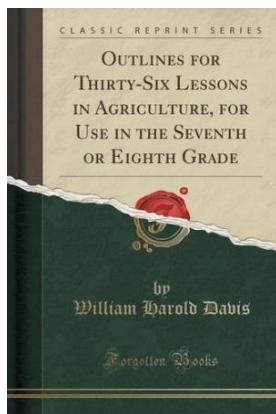 CLASSIC REPRINT SERIES
OUTLINES FOR
THIRTY-SIX LESSONS
IN AGRICULTURE, FOR
USE IN THE SEVENTH
OR EIGHTH GRADE
by
William Harold Davis
Forgotten Books